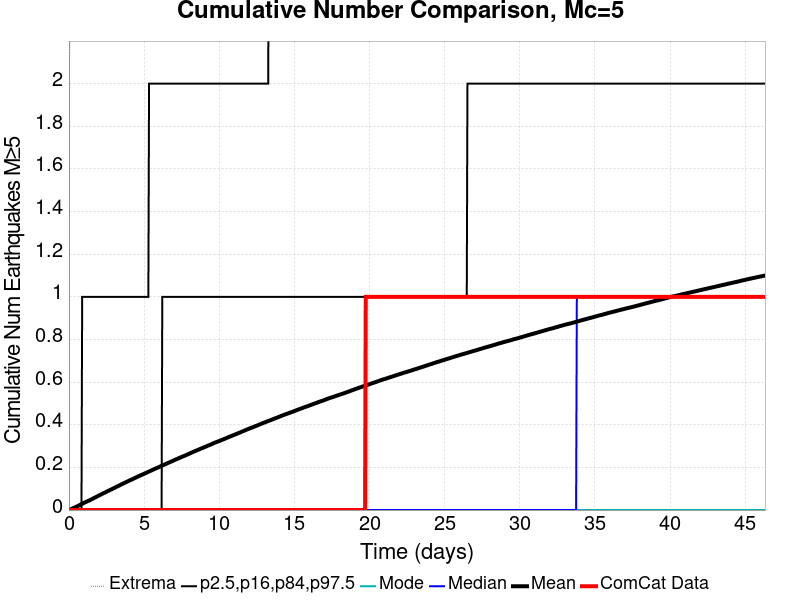 Cumulative Number Comparison, Mc=5
Cumulative Num Earthquakes M≥5
2
1.8
1.6
1.4
1.2
1
0.8
0.6
0.4
0.2
0
0 5 10 15 20 25 30 35 40 45
Time (days)
Extrema p2.5,p16,p84,p97.5 Mode Median Mean ComCat Data